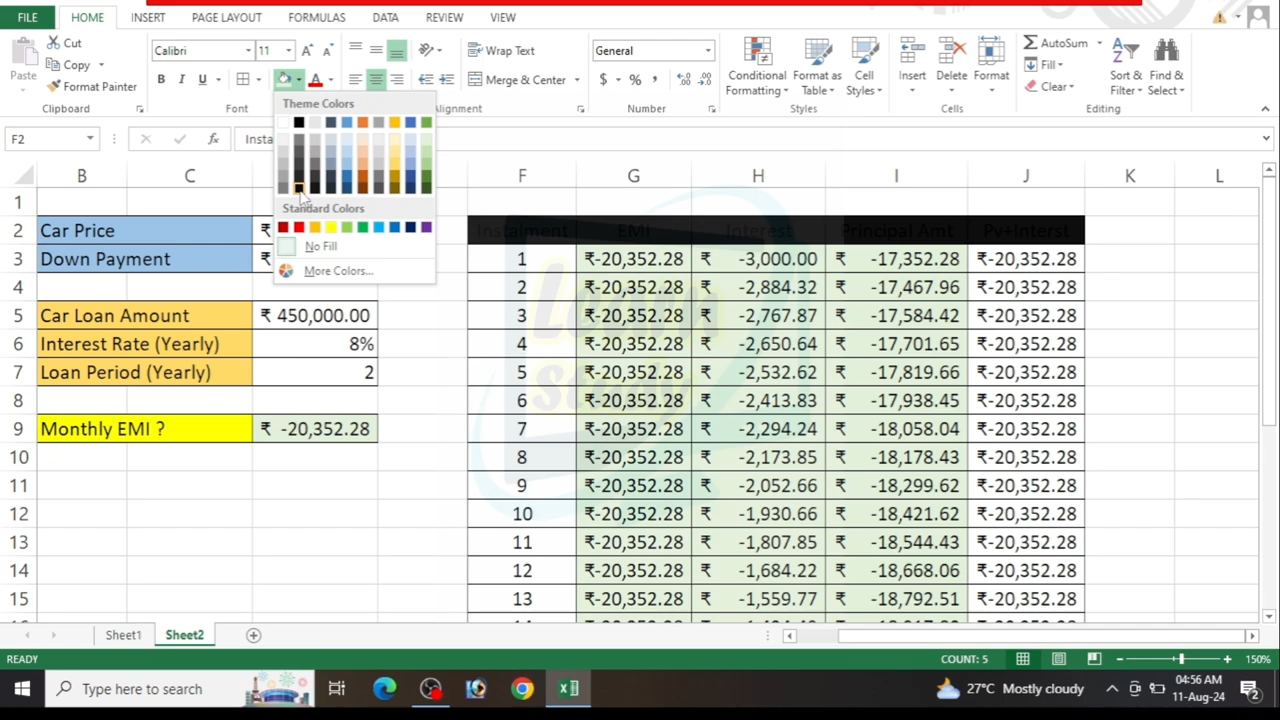 FILE HOME INSERT PAGE LAYOUT FORMULAS DATA REVIEW VIEW
Paste Cut Copy Format Painter
Clipboard
Calibri 11
B I U
Font
Wrap Text
Merge & Center
Alignment
General
$ % ,
Number
Conditional Formatting Format as Table Cell Styles
Styles
Insert Delete Format
Cells
AutoSum Fill Clear Sort & Filter Find & Select
Editing
Theme Colors
Standard Colors
No Fill
More Colors...
F2 fx Insta
B C F G H I J K L
1
2 Car Price ₹ Instalment EMI Interest Principal Amt Pv+Interst
3 Down Payment ₹ 1 ₹-20,352.28 ₹ -3,000.00 ₹ -17,352.28 ₹-20,352.28
4 2 ₹-20,352.28 ₹ -2,884.32 ₹ -17,467.96 ₹-20,352.28
5 Car Loan Amount ₹ 450,000.00 3 ₹-20,352.28 ₹ -2,767.87 ₹ -17,584.42 ₹-20,352.28
6 Interest Rate (Yearly) 8% 4 ₹-20,352.28 ₹ -2,650.64 ₹ -17,701.65 ₹-20,352.28
7 Loan Period (Yearly) 2 5 ₹-20,352.28 ₹ -2,532.62 ₹ -17,819.66 ₹-20,352.28
8 6 ₹-20,352.28 ₹ -2,413.83 ₹ -17,938.45 ₹-20,352.28
9 Monthly EMI ? ₹ -20,352.28 7 ₹-20,352.28 ₹ -2,294.24 ₹ -18,058.04 ₹-20,352.28
10 8 ₹-20,352.28 ₹ -2,173.85 ₹ -18,178.43 ₹-20,352.28
11 9 ₹-20,352.28 ₹ -2,052.66 ₹ -18,299.62 ₹-20,352.28
12 10 ₹-20,352.28 ₹ -1,930.66 ₹ -18,421.62 ₹-20,352.28
13 11 ₹-20,352.28 ₹ -1,807.85 ₹ -18,544.43 ₹-20,352.28
14 12 ₹-20,352.28 ₹ -1,684.22 ₹ -18,668.06 ₹-20,352.28
15 13 ₹-20,352.28 ₹ -1,559.77 ₹ -18,792.51 ₹-20,352.28
Learn
Study
Sheet1 Sheet2
READY COUNT: 5 150%
Type here to search 27°C Mostly cloudy 04:56 AM
11-Aug-24 2